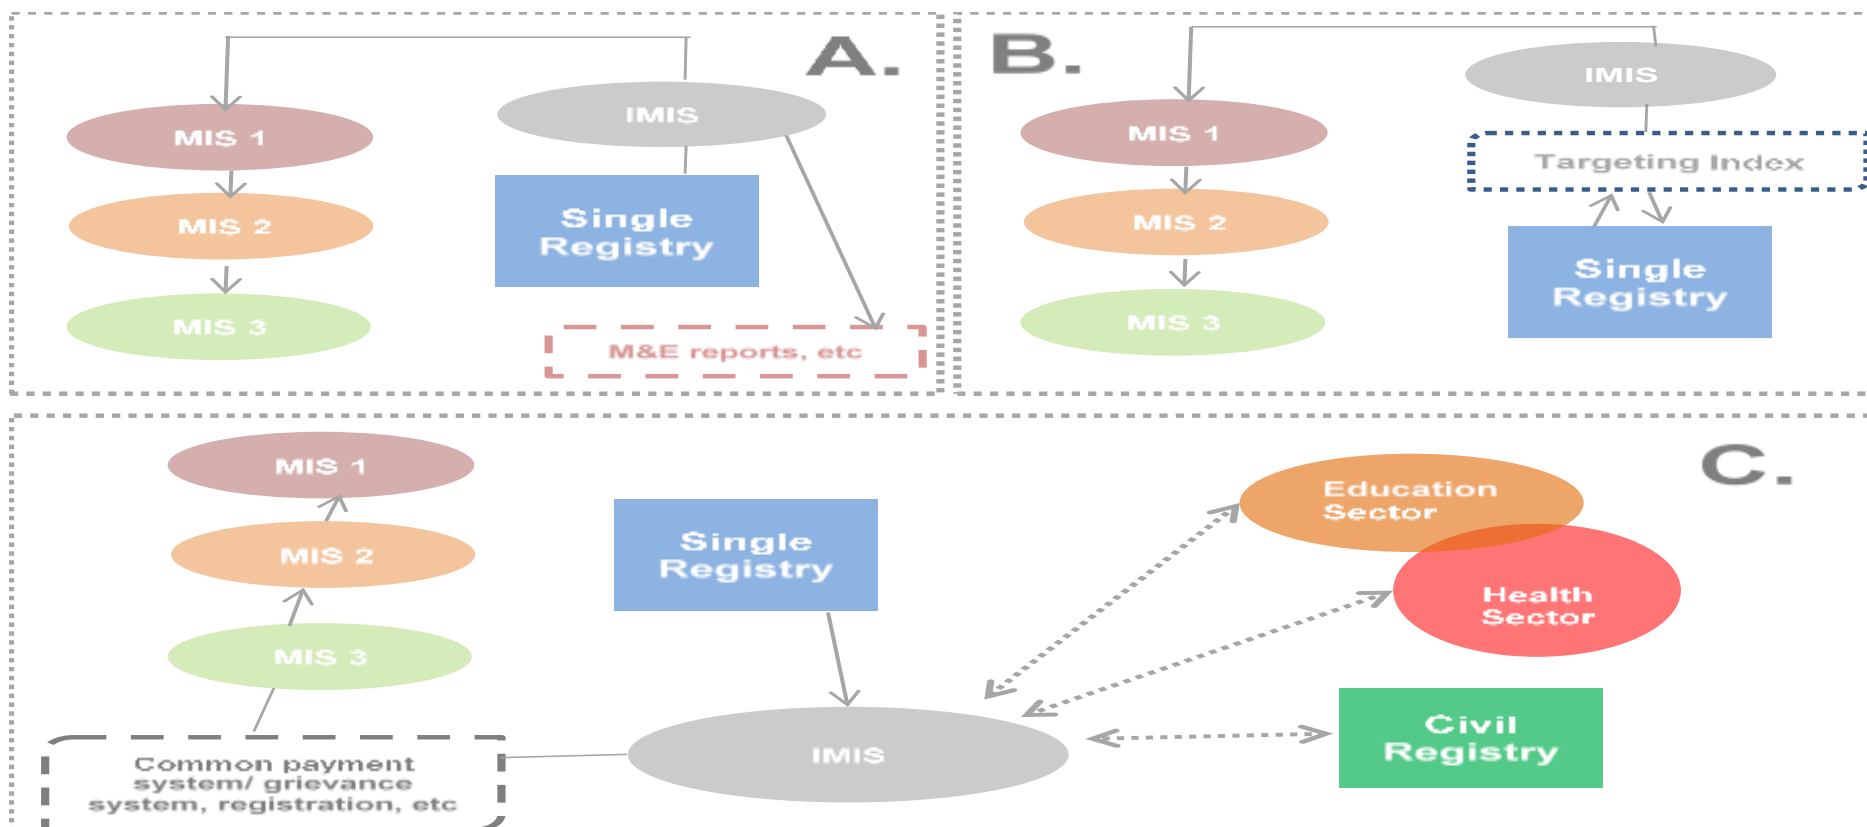 A.
MIS 1
IMIS
MIS 2
Single
Registry
MIS 3
M&E reports, etc
B.
IMIS
MIS 1
Targeting Index
MIS 2
Single
Registry
MIS 3
C.
MIS 1
MIS 2
MIS 3
Single
Registry
Education
Sector
Health
Sector
Civil
Registry
IMIS
Common payment
system/ grievance
system, registration, etc